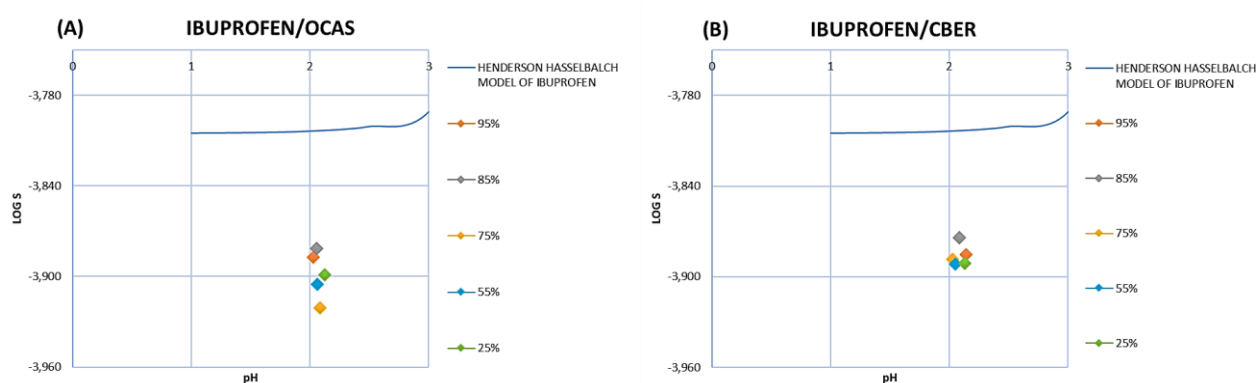 (A)
IBUPROFEN/OCAS
0
1
2
3
-3,780
-3,840
-3,900
-3,960
LOG S
pH
HENDERSON HASSELBALCH
MODEL OF IBUPROFEN
95%
85%
75%
55%
25%
(B)
IBUPROFEN/CBER
0
1
2
3
-3,780
-3,840
-3,900
-3,960
LOG S
pH
HENDERSON HASSELBALCH
MODEL OF IBUPROFEN
95%
85%
75%
55%
25%